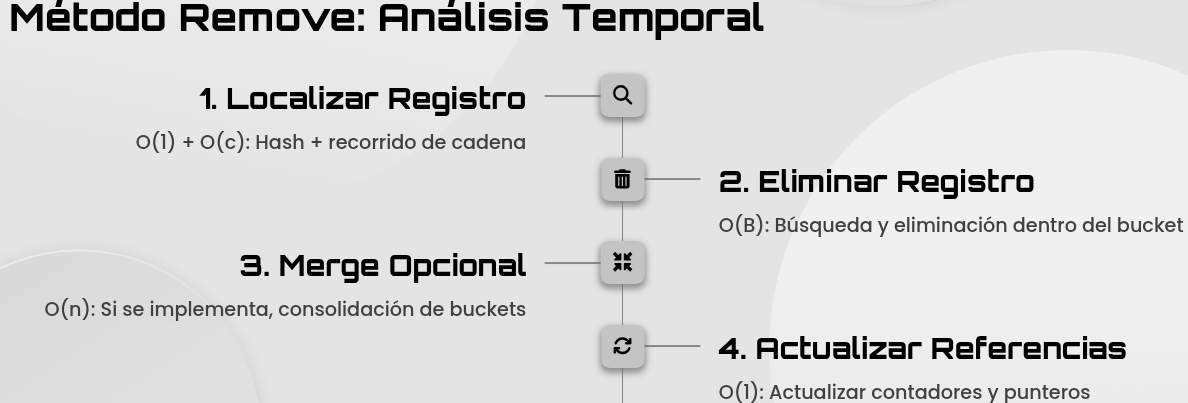 Método Remove: Análisis Temporal
1. Localizar Registro
O(1) + O(c): Hash + recorrido de cadena
2. Eliminar Registro
O(B): Búsqueda y eliminación dentro del bucket
3. Merge Opcional
O(n): Si se implementa, consolidación de buckets
4. Actualizar Referencias
O(1): Actualizar contadores y punteros